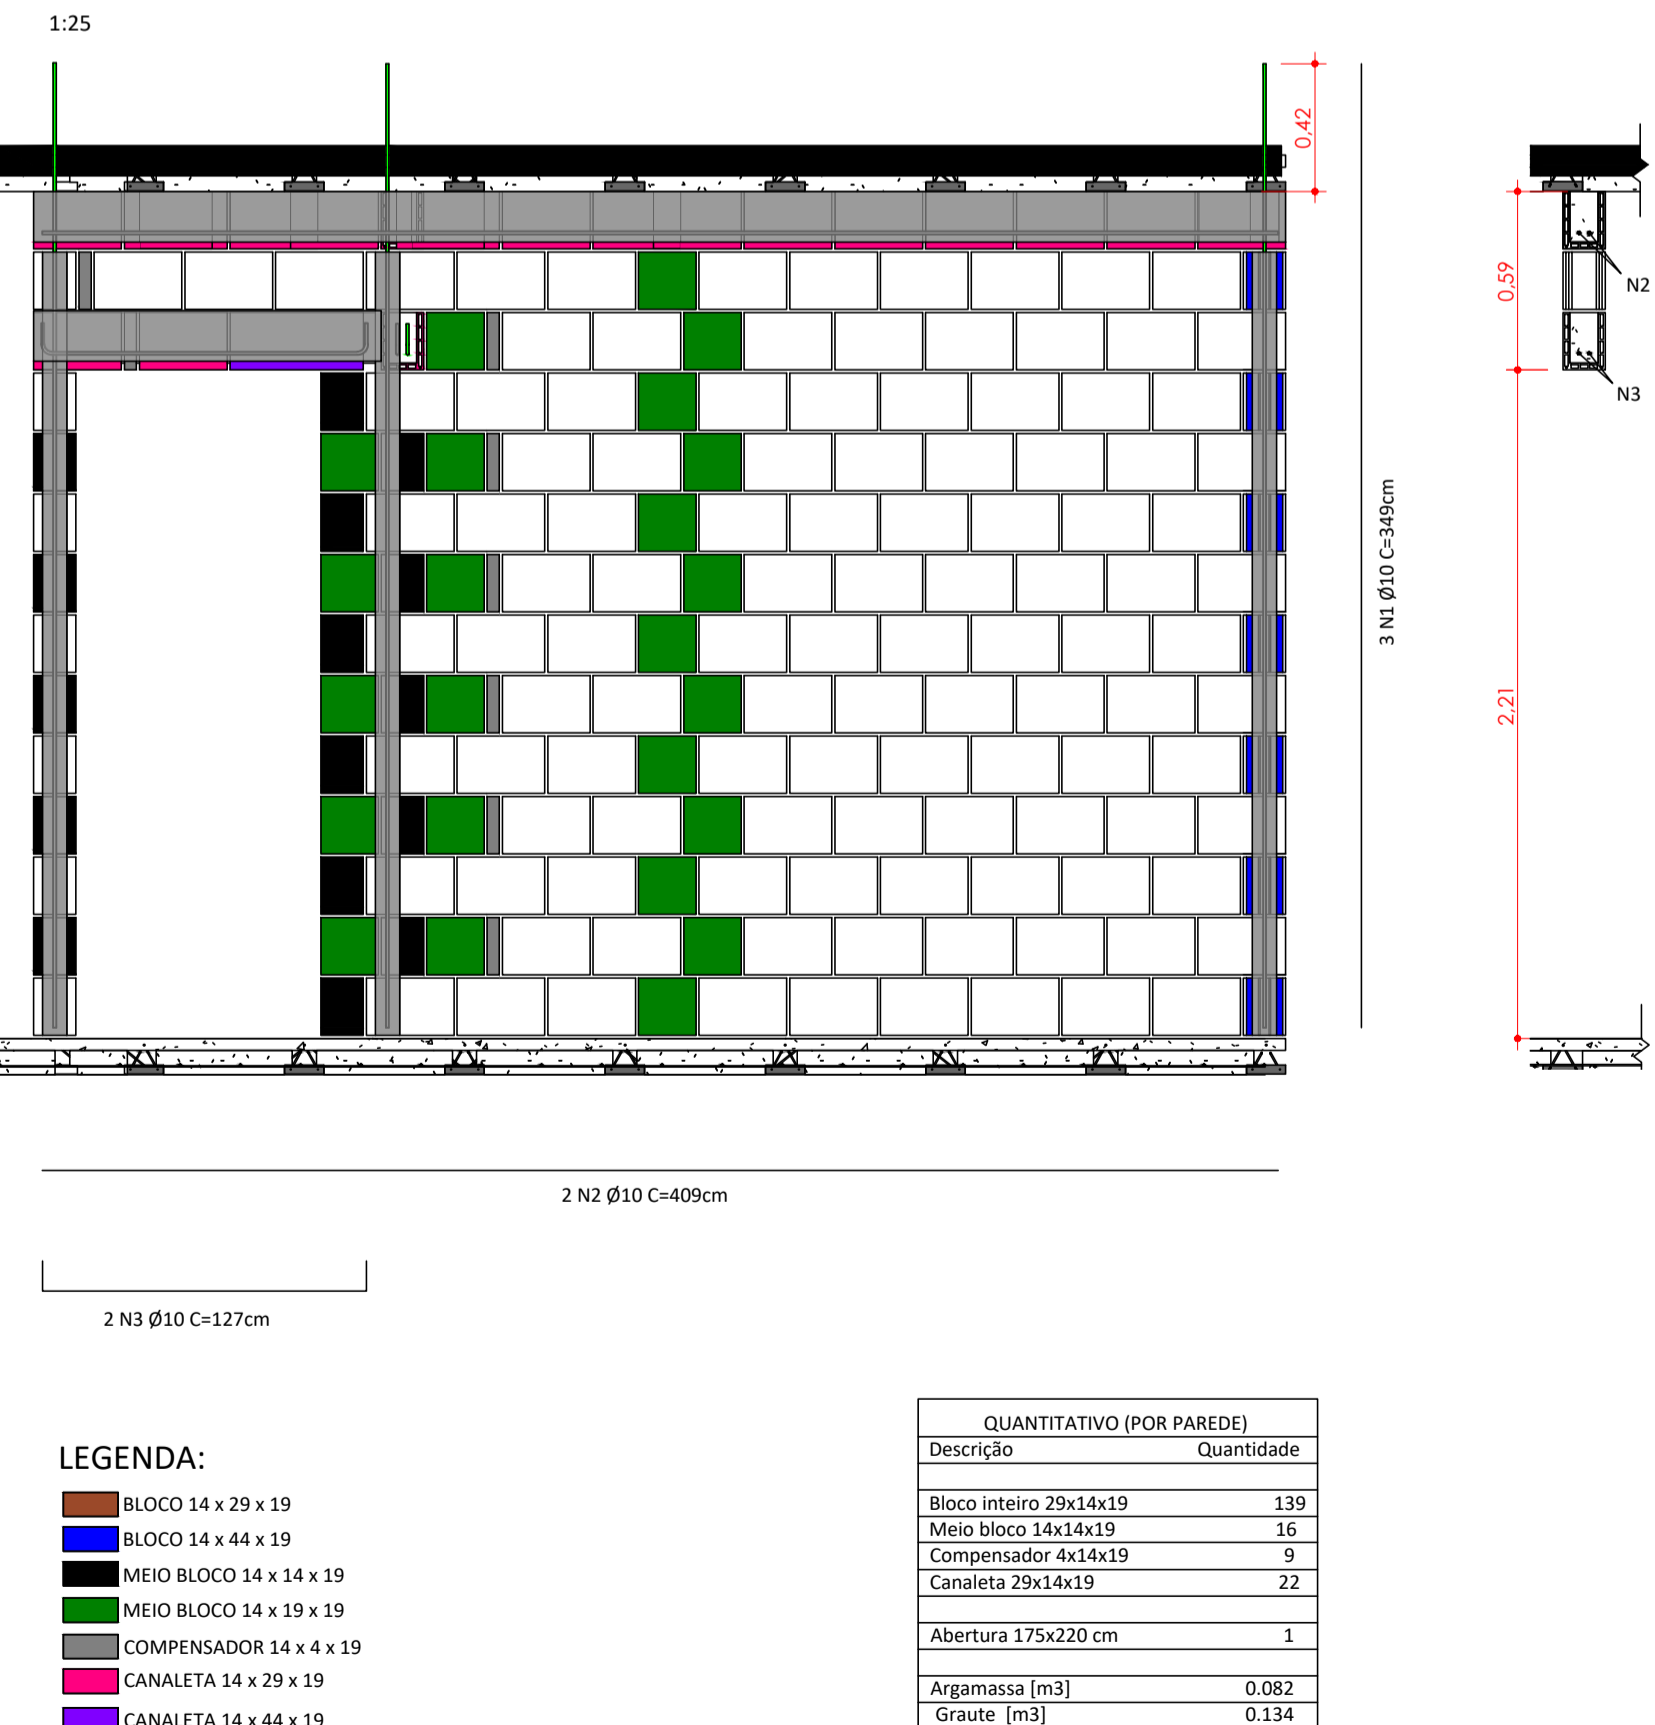 1:25
0,42
0,59
N2
N3
3 N1 Ø10 C=349cm
2,21
2 N2 Ø10 C=409cm
2 N3 Ø10 C=127cm
LEGENDA:
BLOCO 14 x 29 x 19
BLOCO 14 x 44 x 19
MEIO BLOCO 14 x 14 x 19
MEIO BLOCO 14 x 19 x 19
COMPENSADOR 14 x 4 x 19
CANALETA 14 x 29 x 19
CANALETA 14 x 44 x 19
QUANTITATIVO (POR PAREDE)
Descrição Quantidade
Bloco inteiro 29x14x19 139
Meio bloco 14x14x19 16
Compensador 4x14x19 9
Canaleta 29x14x19 22
Abertura 175x220 cm 1
Argamassa [m3] 0.082
Graute [m3] 0.134